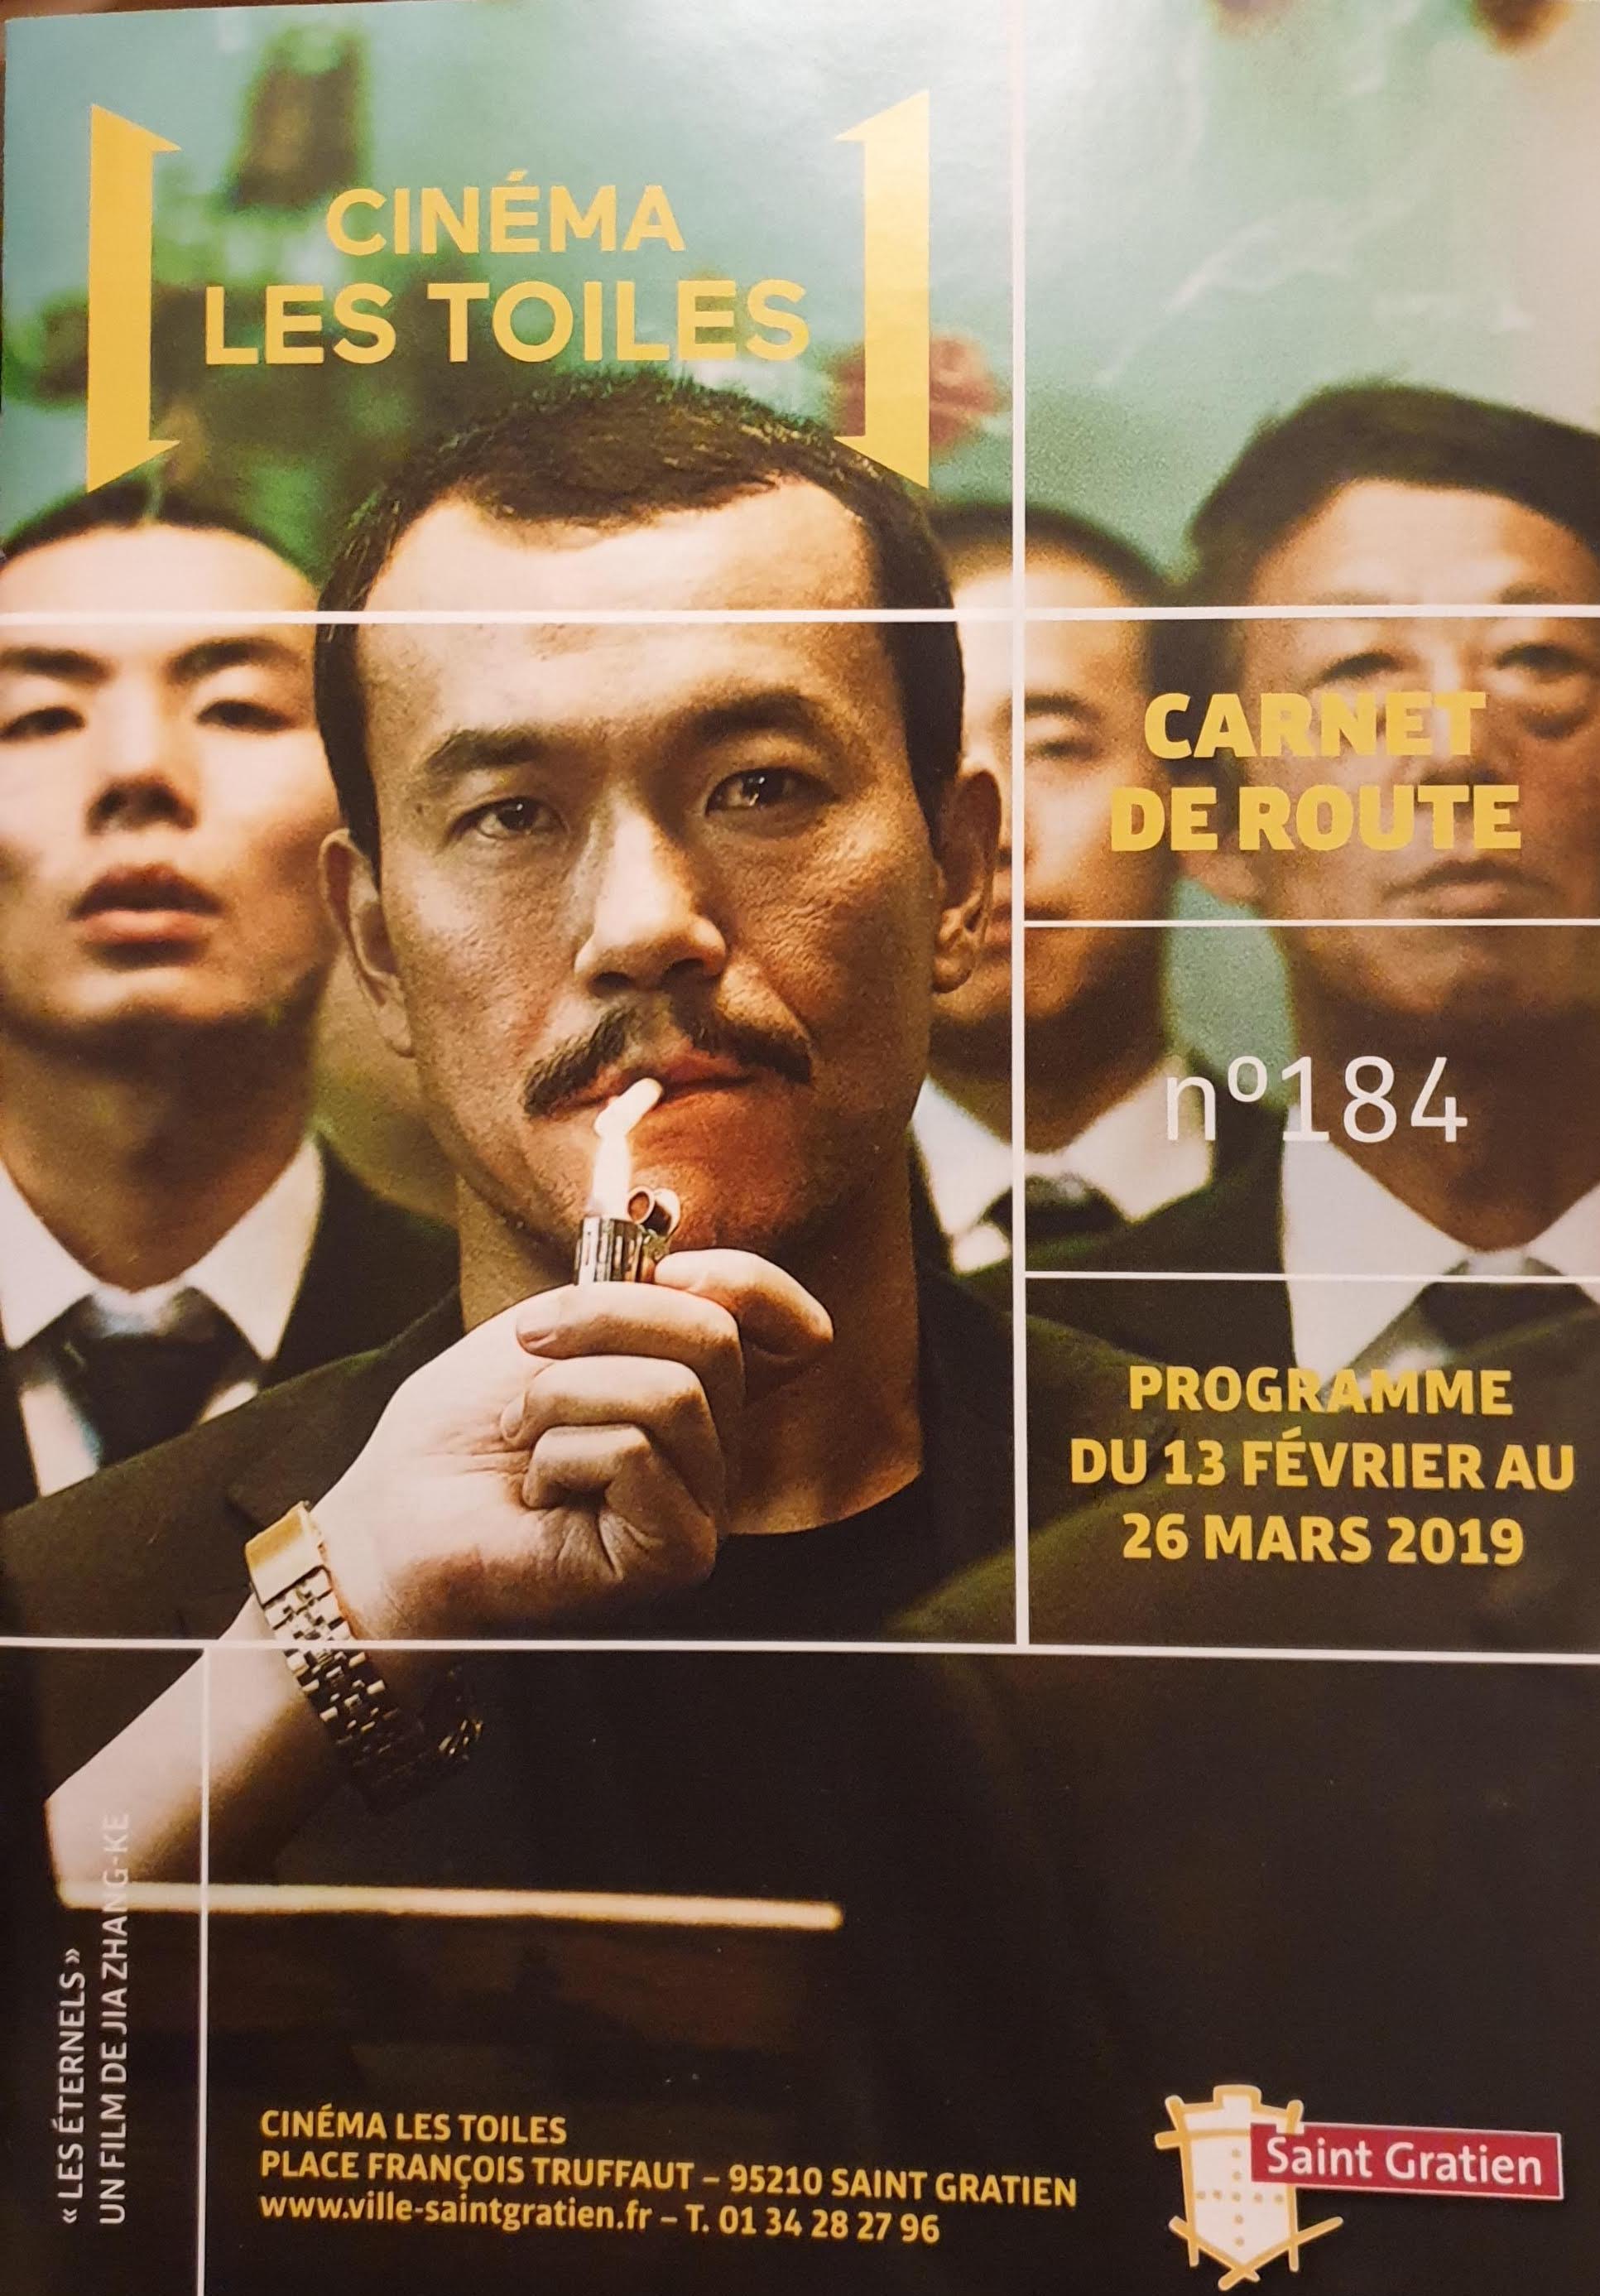 CINÉMA
LES TOILES
CARNET
DE ROUTE
nº184
PROGRAMME
DU 13 FÉVRIER AU
26 MARS 2019
« LES ÉTERNELS »
UN FILM DE JIA ZHANG-KE
CINÉMA LES TOILES
PLACE FRANÇOIS TRUFFAUT – 95210 SAINT GRATIEN
www.ville-saintgratien.fr – T. 01 34 28 27 96
Saint Gratien